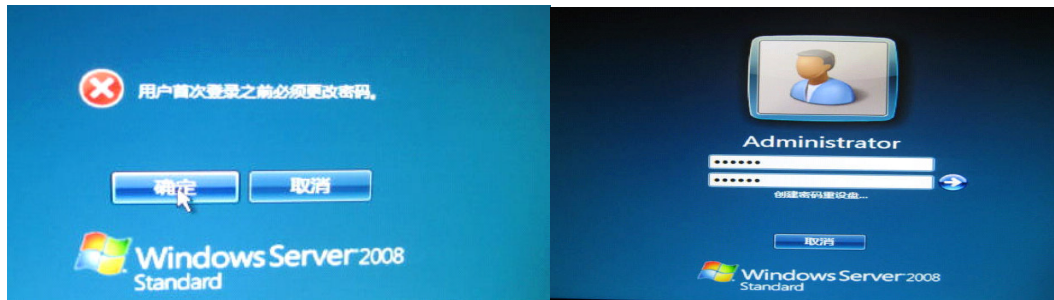 用户首次登录之前必须更改密码。
确定
取消
Windows Server 2008
Standard
Administrator
创建密码重设盘...
取消
Windows Server 2008
Standard